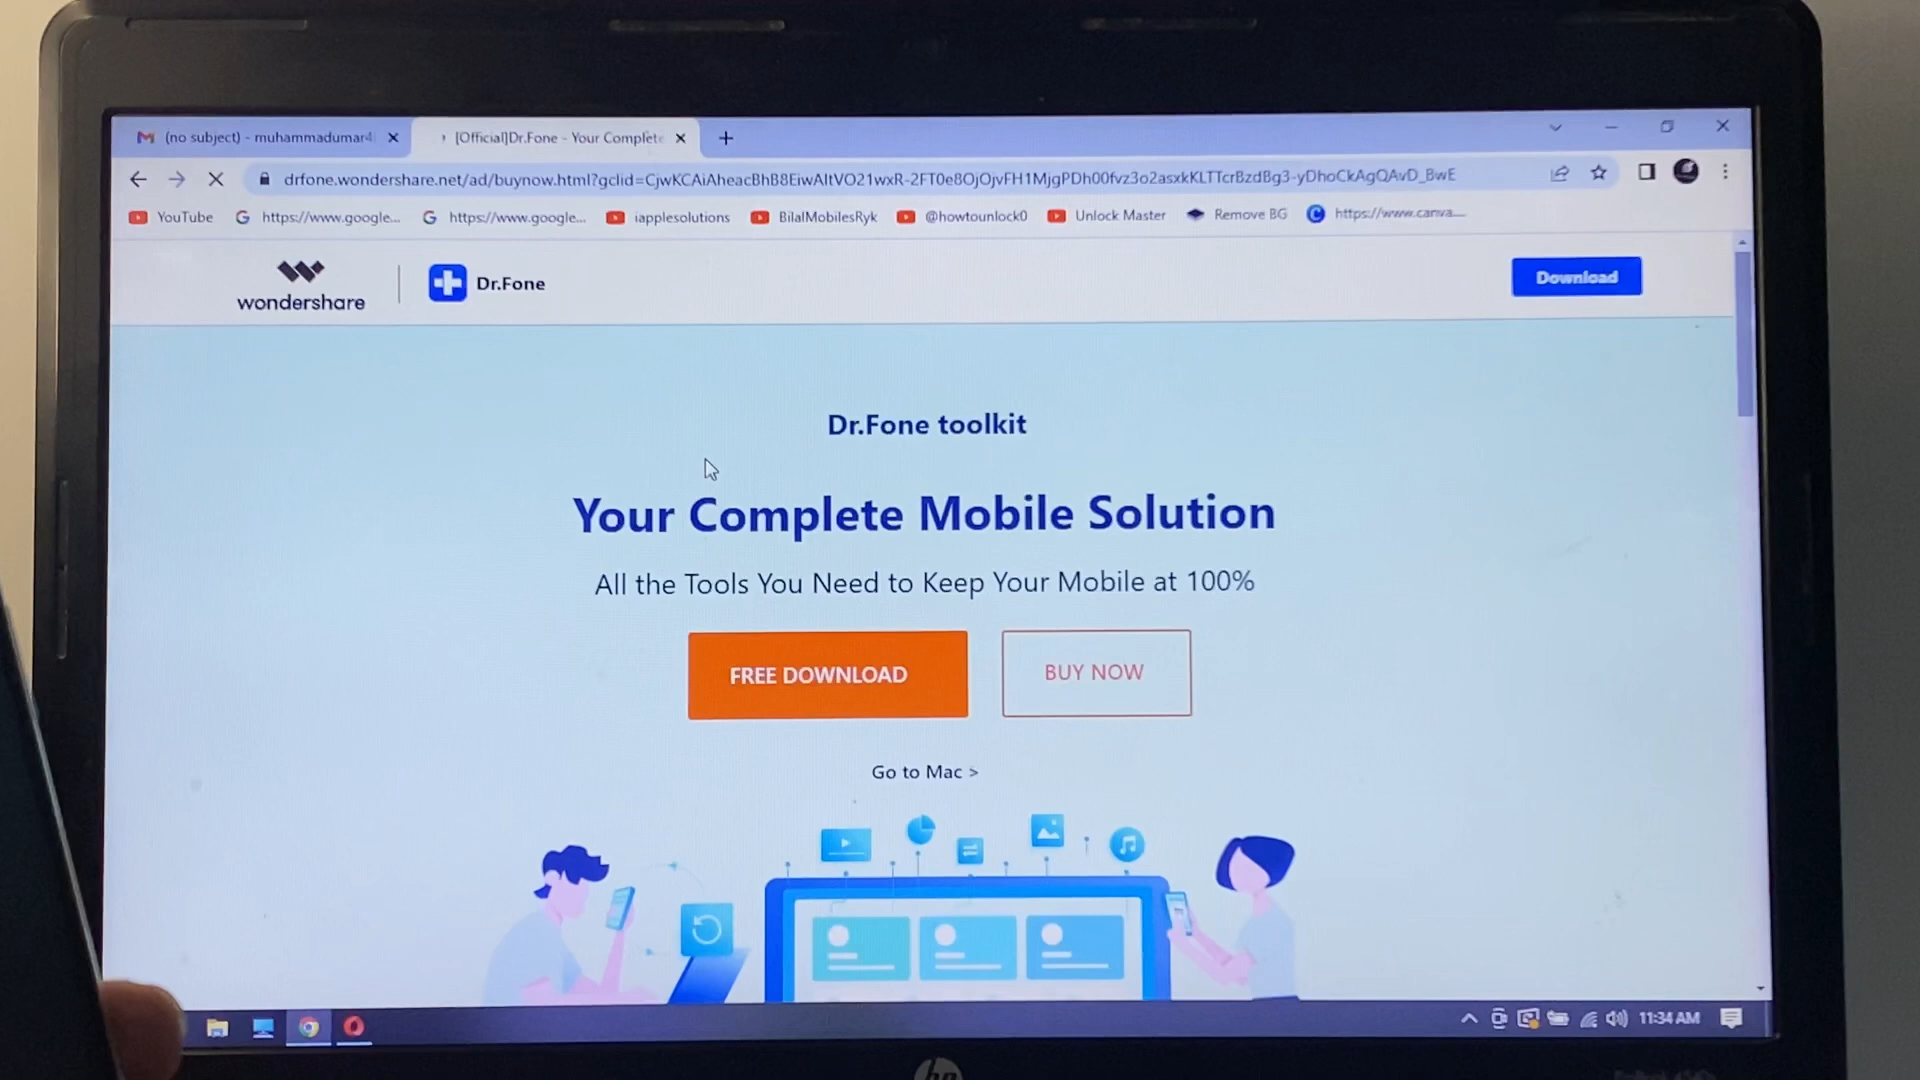 (no subject) - muhammadumar4
[Official]Dr.Fone - Your Complete
drfone.wondershare.net/ad/buynow.html?gclid=CjwKCAiAheacBhB8EiwAItVO21wxR-2FT0e8OjOjvFH1MjgPDh00fvz3o2asxkKLTTcrBzdBg3-yDhoCkAgQAvD_BwE
YouTube
https://www.google...
https://www.google...
iapplesolutions
BilalMobilesRyk
@howtounlock0
Unlock Master
Remove BG
https://www.canva....
wondershare
Dr.Fone
Download
Dr.Fone toolkit
Your Complete Mobile Solution
All the Tools You Need to Keep Your Mobile at 100%
FREE DOWNLOAD
BUY NOW
Go to Mac >
11:34 AM
hp